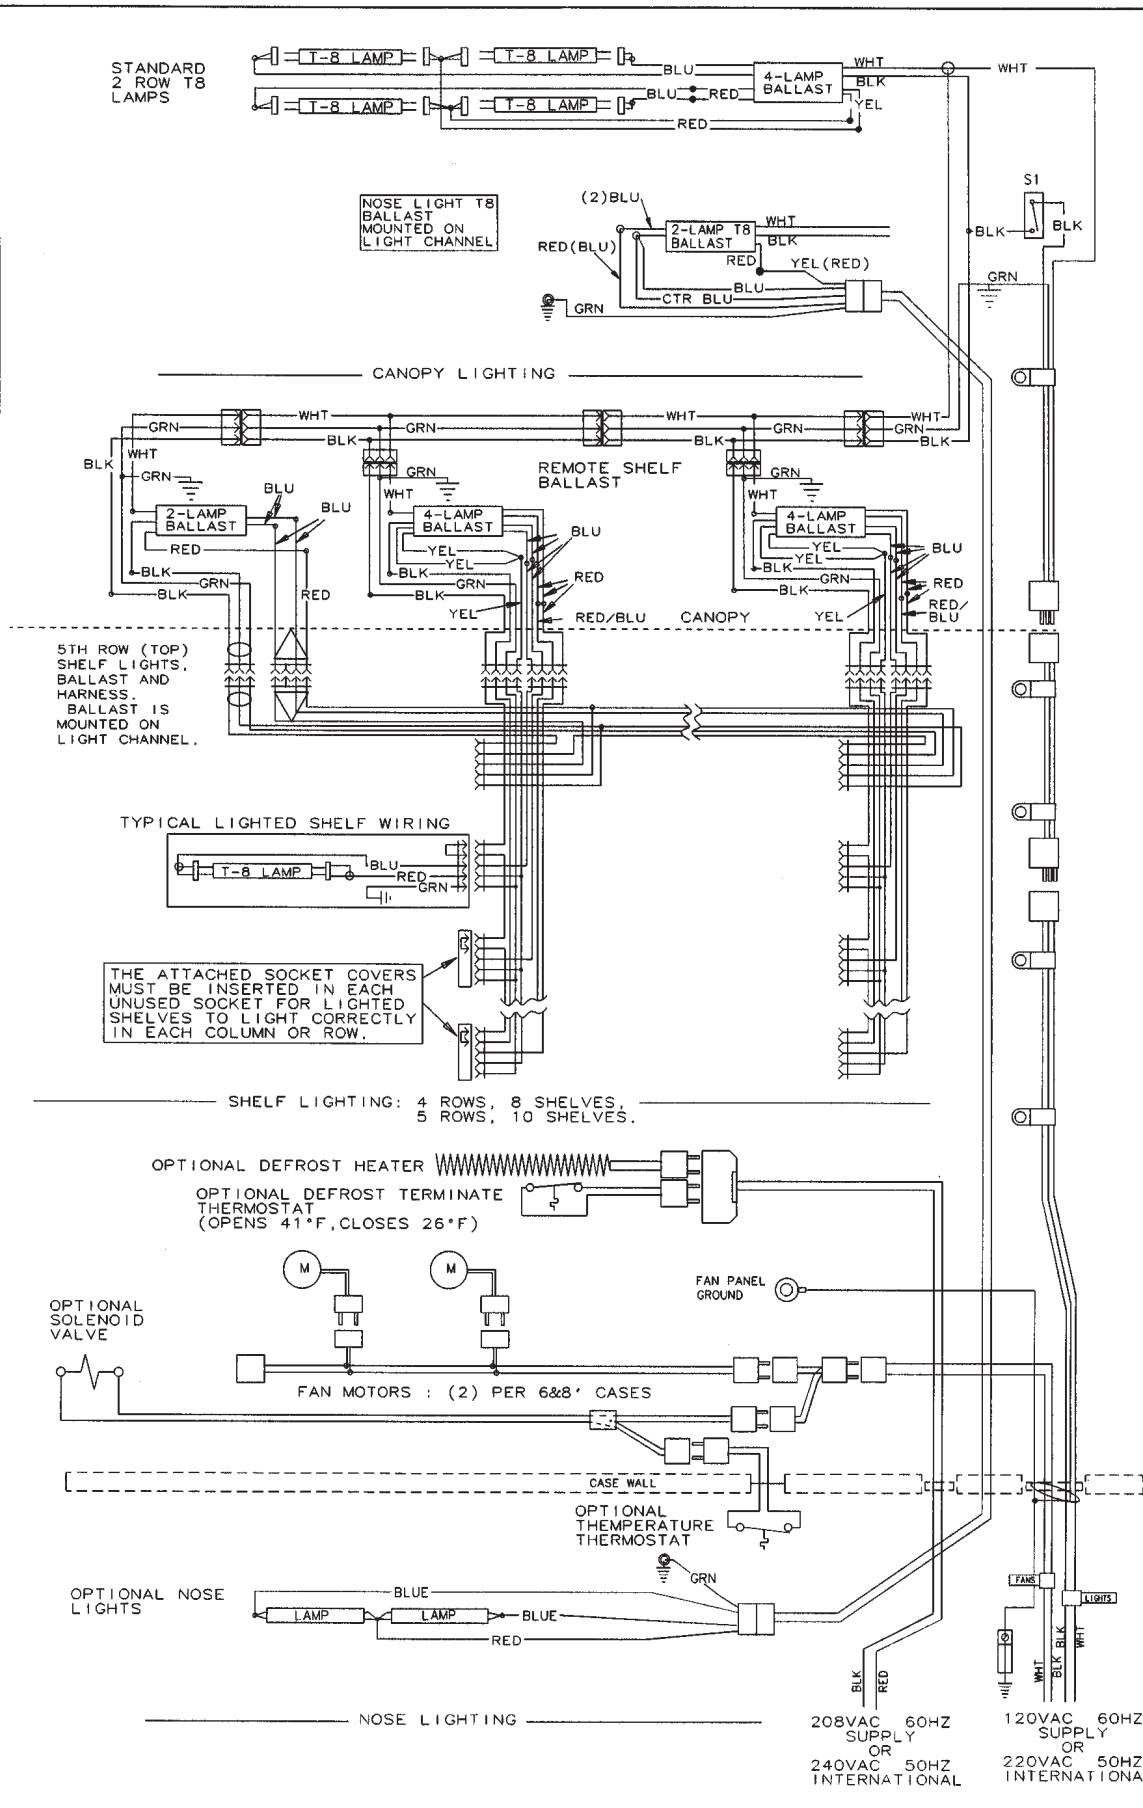 STANDARD
2 ROW T8
LAMPS
T-8 LAMP
T-8 LAMP
T-8 LAMP
T-8 LAMP
BLU
BLU
RED
RED
4-LAMP
BALLAST
WHT
BLK
YEL
WHT
S1
BLK
BLK
NOSE LIGHT T8
BALLAST
MOUNTED ON
LIGHT CHANNEL
(2)BLU
RED(BLU)
2-LAMP T8
BALLAST
WHT
BLK
RED
YEL(RED)
BLU
CTR BLU
GRN
GRN
CANOPY LIGHTING
WHT
GRN
BLK
WHT
GRN
BLK
WHT
GRN
BLK
BLK
WHT
GRN
BLU
BLU
2-LAMP
BALLAST
RED
BLK
GRN
BLK
RED
REMOTE SHELF
BALLAST
GRN
WHT
4-LAMP
BALLAST
YEL
YEL
BLK
GRN
BLK
YEL
BLU
RED
RED/BLU
GRN
WHT
4-LAMP
BALLAST
YEL
YEL
BLK
GRN
BLK
YEL
BLU
RED
RED/
BLU
CANOPY
5TH ROW (TOP)
SHELF LIGHTS,
BALLAST AND
HARNESS.
BALLAST IS
MOUNTED ON
LIGHT CHANNEL.
TYPICAL LIGHTED SHELF WIRING
T-8 LAMP
BLU
RED
GRN
THE ATTACHED SOCKET COVERS
MUST BE INSERTED IN EACH
UNUSED SOCKET FOR LIGHTED
SHELVES TO LIGHT CORRECTLY
IN EACH COLUMN OR ROW.
SHELF LIGHTING: 4 ROWS, 8 SHELVES,
5 ROWS, 10 SHELVES.
OPTIONAL DEFROST HEATER
OPTIONAL DEFROST TERMINATE
THERMOSTAT
(OPENS 41°F,CLOSES 26°F)
M
M
FAN PANEL
GROUND
OPTIONAL
SOLENOID
VALVE
FAN MOTORS : (2) PER 6&8' CASES
CASE WALL
OPTIONAL
THEMPERATURE
THERMOSTAT
GRN
OPTIONAL NOSE
LIGHTS
BLUE
LAMP
LAMP
BLUE
RED
FANS
LIGHTS
BLK
RED
WHT
BLK
BLK
WHT
NOSE LIGHTING
208VAC 60HZ
SUPPLY
OR
240VAC 50HZ
INTERNATIONAL
120VAC 60HZ
SUPPLY
OR
220VAC 50HZ
INTERNATIONA